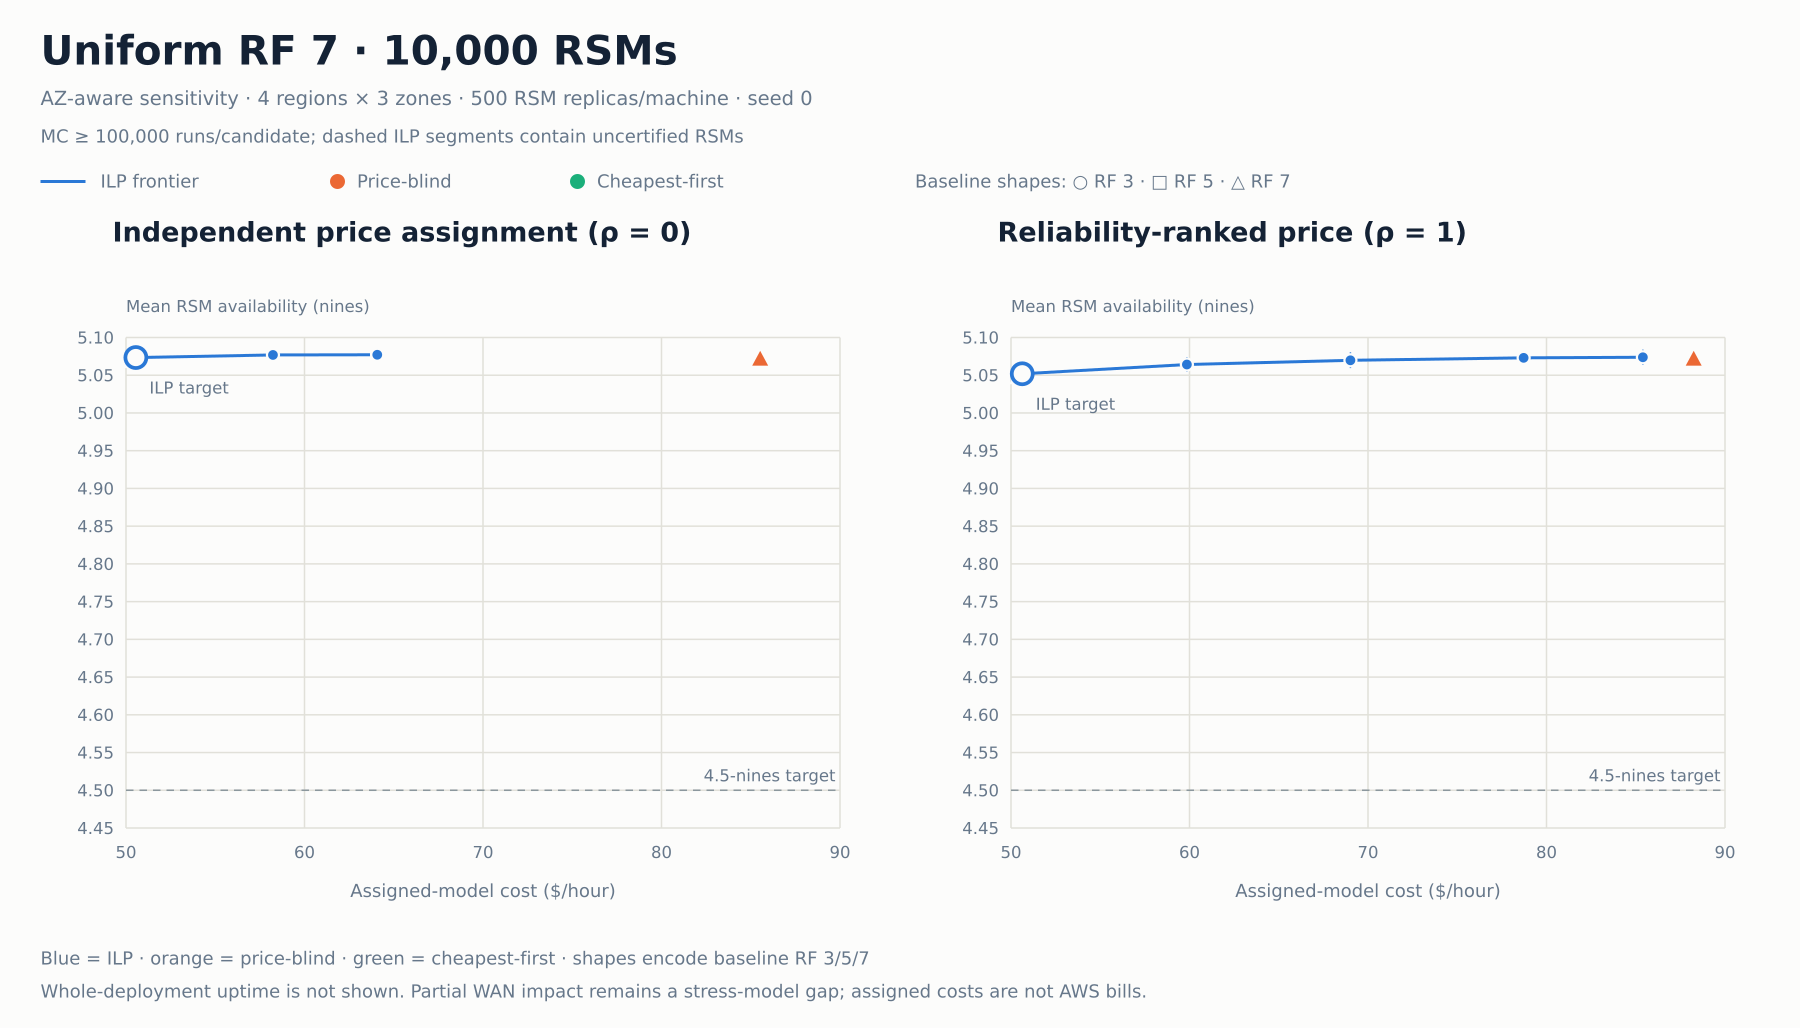 Uniform RF 7 · 10,000 RSMs
AZ-aware sensitivity · 4 regions × 3 zones · 500 RSM replicas/machine · seed 0
MC ≥ 100,000 runs/candidate; dashed ILP segments contain uncertified RSMs
ILP frontier
Price-blind
Cheapest-first
Baseline shapes: ○ RF 3 · □ RF 5 · △ RF 7
Independent price assignment (ρ = 0)
Mean RSM availability (nines)
5.10
5.05
5.00
4.95
4.90
4.85
4.80
4.75
4.70
4.65
4.60
4.55
4.50
4.45
ILP target
4.5-nines target
50 60 70 80 90
Assigned-model cost ($/hour)
Reliability-ranked price (ρ = 1)
Mean RSM availability (nines)
5.10
5.05
5.00
4.95
4.90
4.85
4.80
4.75
4.70
4.65
4.60
4.55
4.50
4.45
ILP target
4.5-nines target
50 60 70 80 90
Assigned-model cost ($/hour)
Blue = ILP · orange = price-blind · green = cheapest-first · shapes encode baseline RF 3/5/7
Whole-deployment uptime is not shown. Partial WAN impact remains a stress-model gap; assigned costs are not AWS bills.